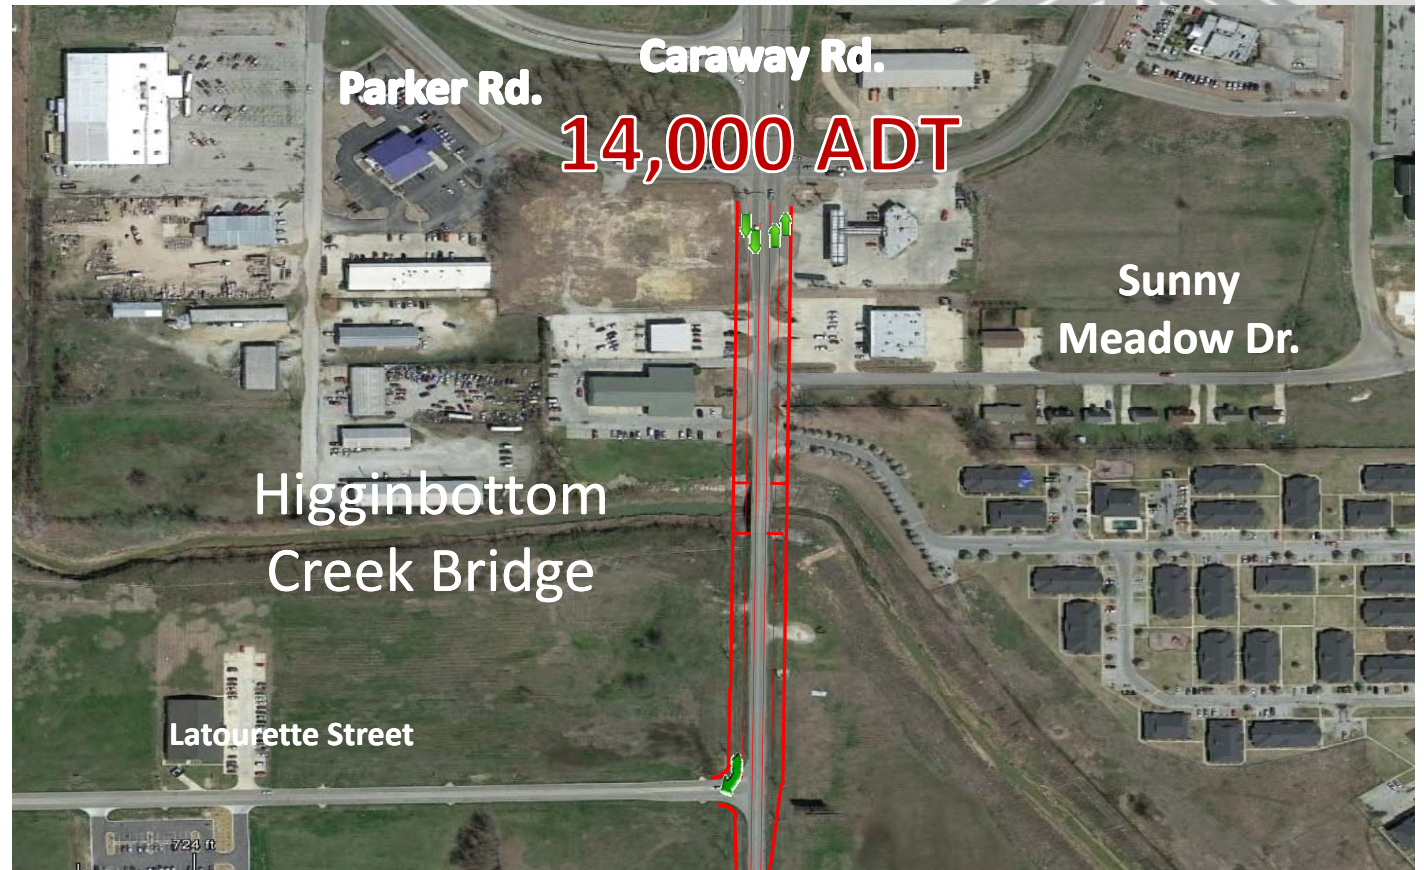 Caraway Rd.
Parker Rd.
14,000 ADT
Sunny
Meadow Dr.
Higginbottom
Creek Bridge
Latourette Street
724 ft